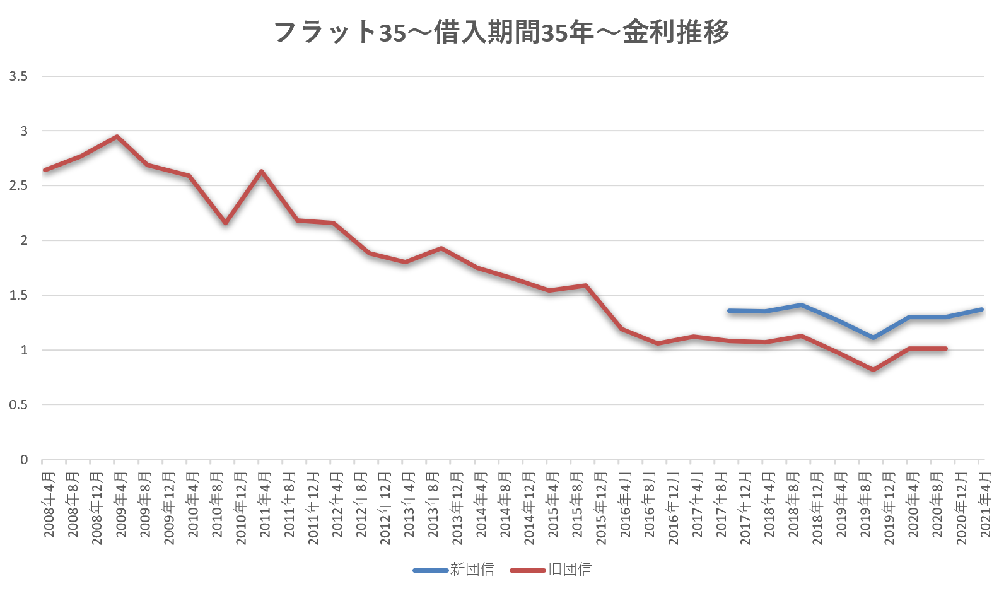 フラット35～借入期間35年～金利推移
3.5
3
2.5
2
1.5
1
0.5
0
2008年4月
2008年8月
2008年12月
2009年4月
2009年8月
2009年12月
2010年4月
2010年8月
2010年12月
2011年4月
2011年8月
2011年12月
2012年4月
2012年8月
2012年12月
2013年4月
2013年8月
2013年12月
2014年4月
2014年8月
2014年12月
2015年4月
2015年8月
2015年12月
2016年4月
2016年8月
2016年12月
2017年4月
2017年8月
2017年12月
2018年4月
2018年8月
2018年12月
2019年4月
2019年8月
2019年12月
2020年4月
2020年8月
2020年12月
2021年4月
新団信
旧団信